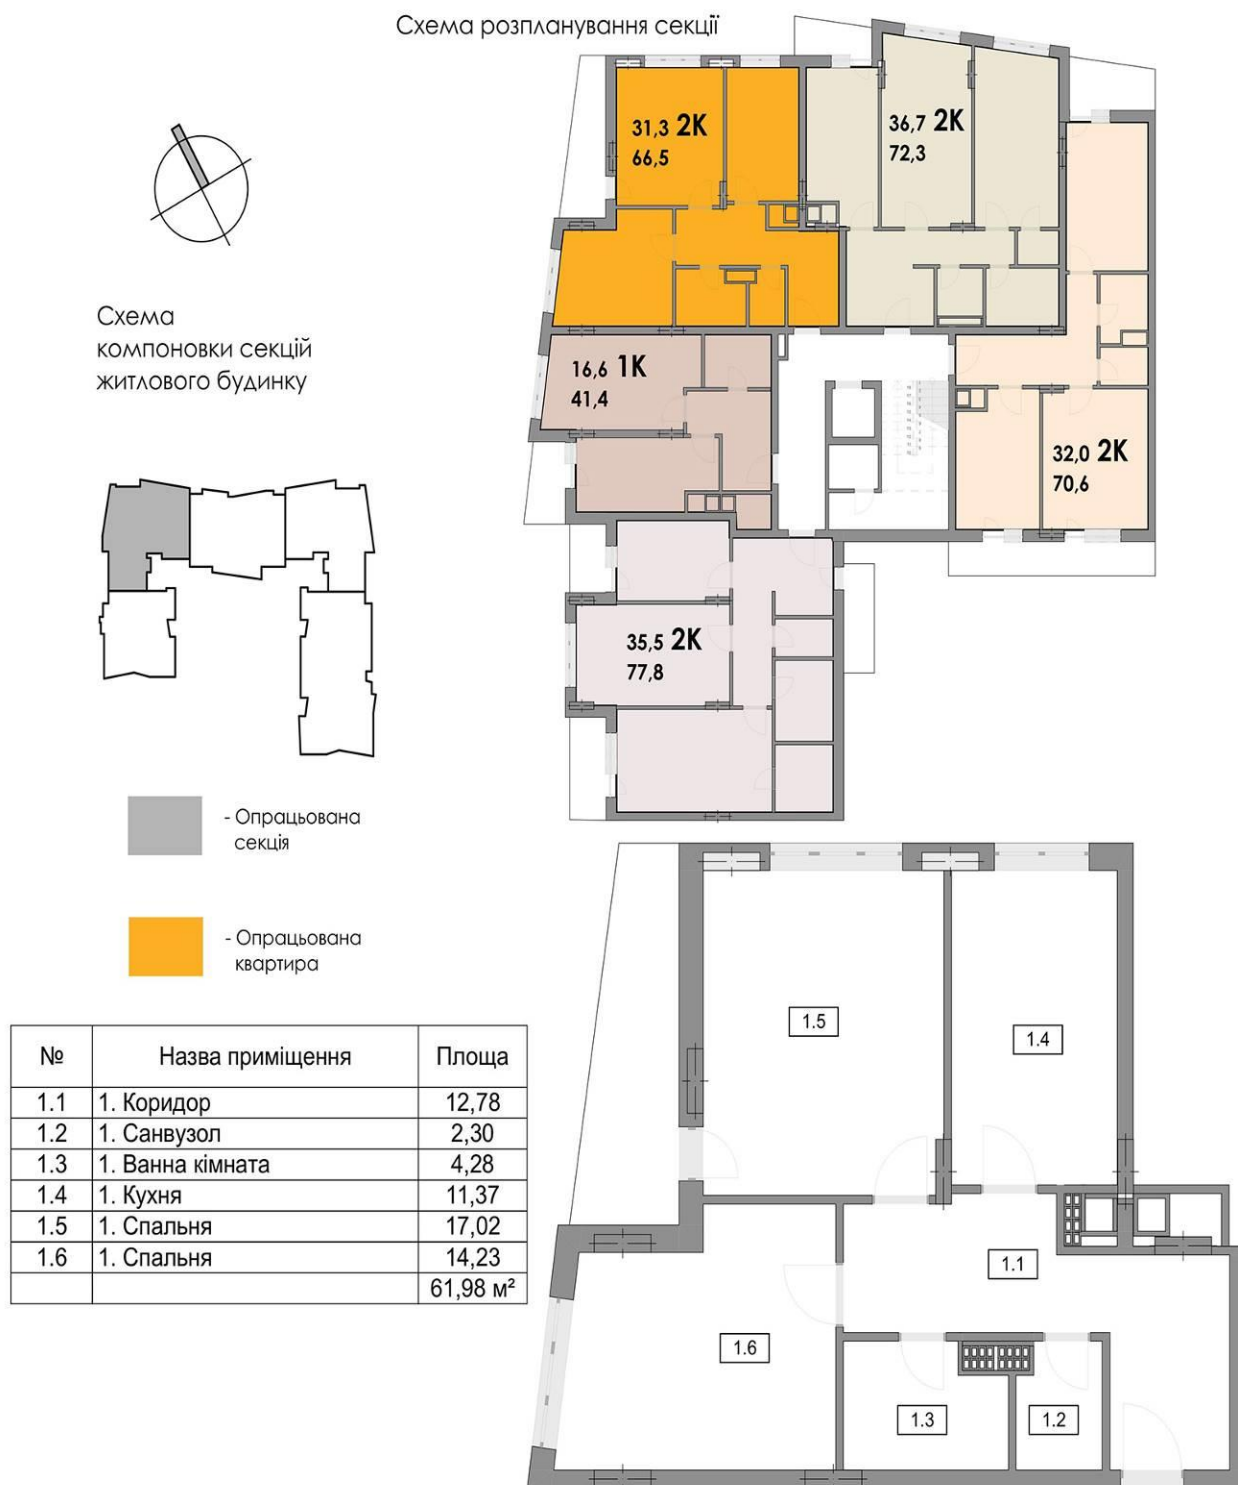 Схема розпланування секції
31,3 2К
66,5
36,7 2К
72,3
Схема
компоновки секцій
житлового будинку
16,6 1К
41,4
32,0 2К
70,6
35,5 2К
77,8
- Опрацьована
секція
- Опрацьована
квартира
№ Назва приміщення Площа
1.1 1. Коридор 12,78
1.2 1. Санвузол 2,30
1.3 1. Ванна кімната 4,28
1.4 1. Кухня 11,37
1.5 1. Спальня 17,02
1.6 1. Спальня 14,23
61,98 м²
1.5
1.4
1.1
1.6
1.3
1.2